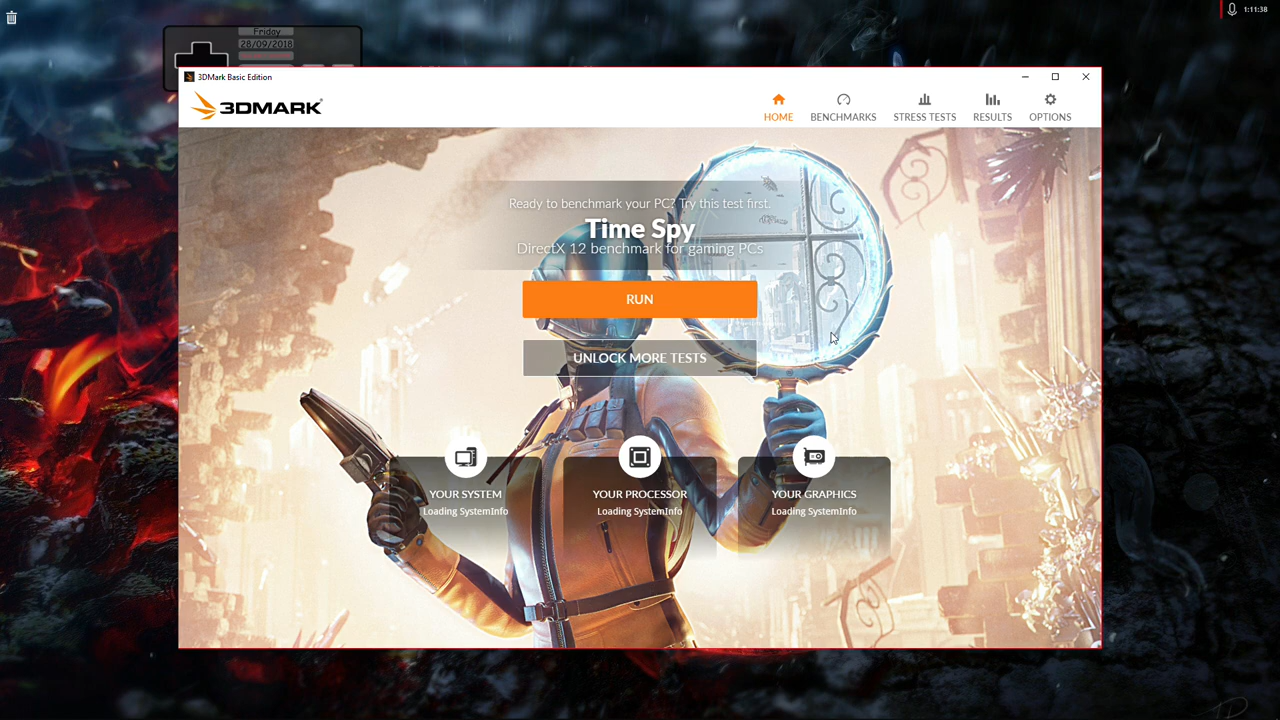 1:11:38
Friday
28/09/2018
3DMark Basic Edition
3DMARK
HOME
BENCHMARKS
STRESS TESTS
RESULTS
OPTIONS
Ready to benchmark your PC? Try this test first.
Time Spy
DirectX 12 benchmark for gaming PCs
RUN
UNLOCK MORE TESTS
YOUR SYSTEM
Loading SystemInfo
YOUR PROCESSOR
Loading SystemInfo
YOUR GRAPHICS
Loading SystemInfo